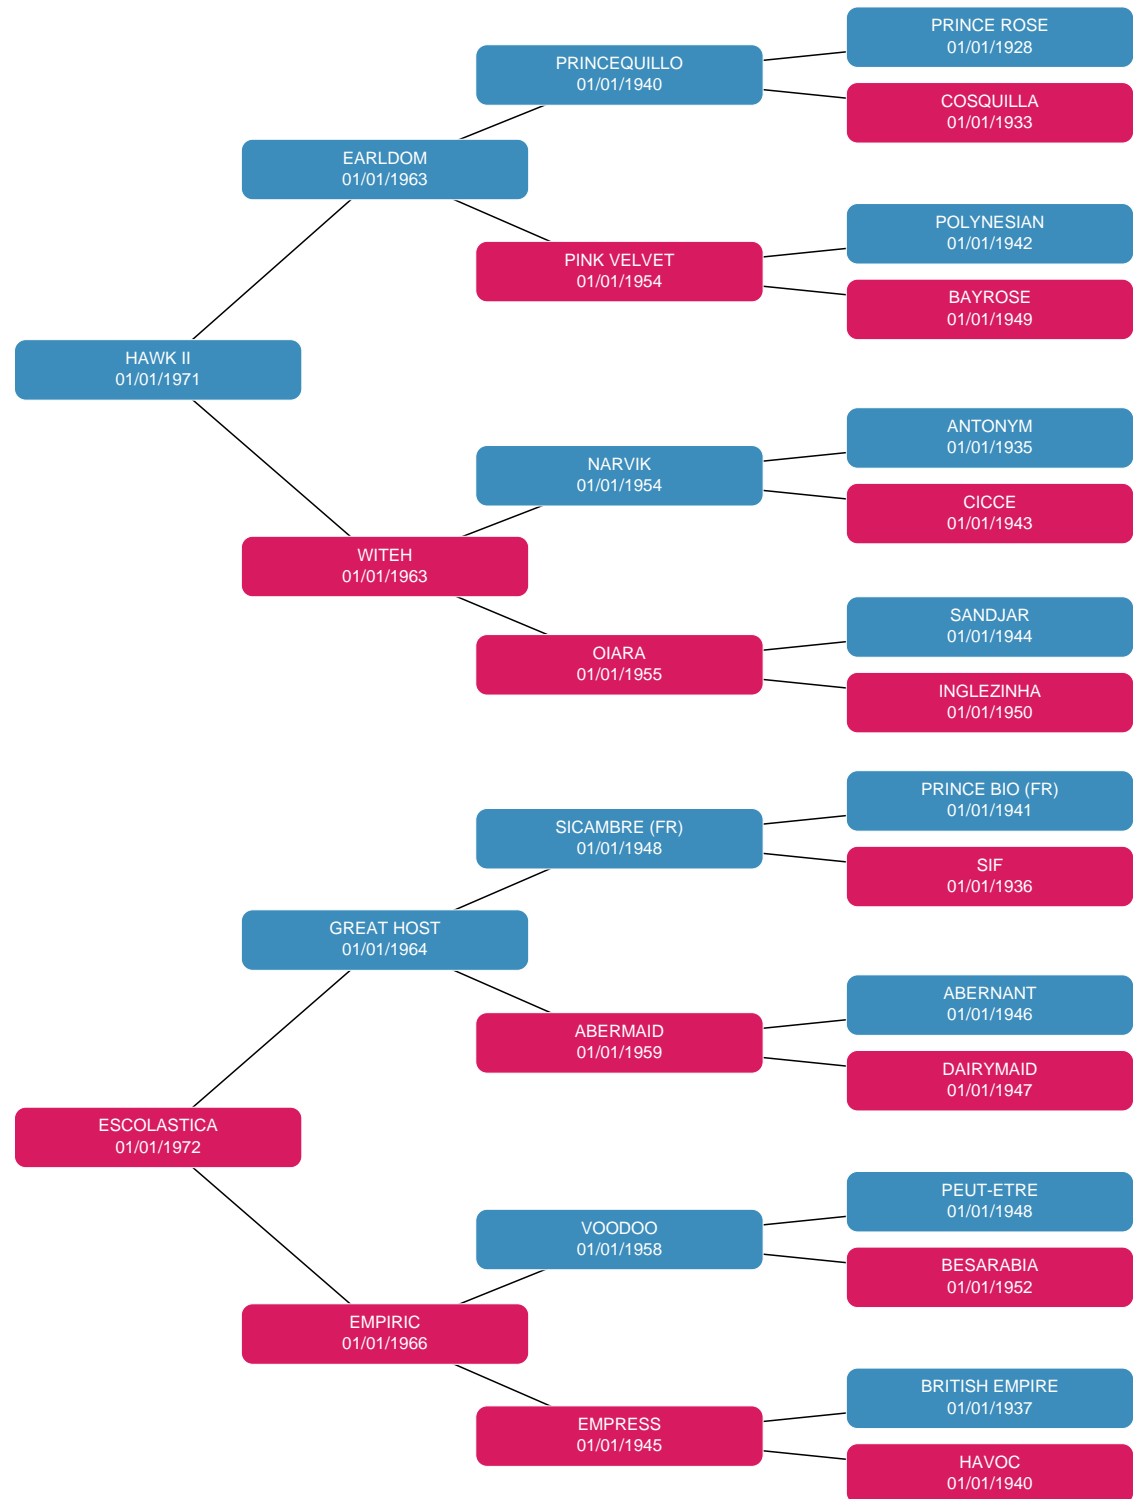 PRINCE ROSE
01/01/1928
PRINCEQUILLO
01/01/1940
COSQUILLA
01/01/1933
EARLDOM
01/01/1963
POLYNESIAN
01/01/1942
PINK VELVET
01/01/1954
BAYROSE
01/01/1949
HAWK II
01/01/1971
ANTONYM
01/01/1935
NARVIK
01/01/1954
CICCE
01/01/1943
WITEH
01/01/1963
SANDJAR
01/01/1944
OIARA
01/01/1955
INGLEZINHA
01/01/1950
PRINCE BIO (FR)
01/01/1941
SICAMBRE (FR)
01/01/1948
SIF
01/01/1936
GREAT HOST
01/01/1964
ABERNANT
01/01/1946
ABERMAID
01/01/1959
DAIRYMAID
01/01/1947
ESCOLASTICA
01/01/1972
PEUT-ETRE
01/01/1948
VOODOO
01/01/1958
BESARABIA
01/01/1952
EMPIRIC
01/01/1966
BRITISH EMPIRE
01/01/1937
EMPRESS
01/01/1945
HAVOC
01/01/1940